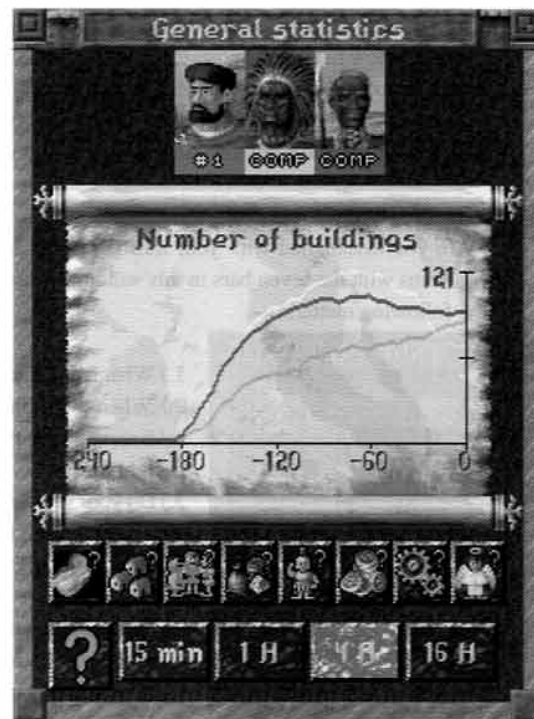 General statistics
#1 COMP COMP
Number of buildings
121
240 -180 -120 -60 0
? ? ? ? ? ? ? ?
? 15 min 1 H 4 H 16 H